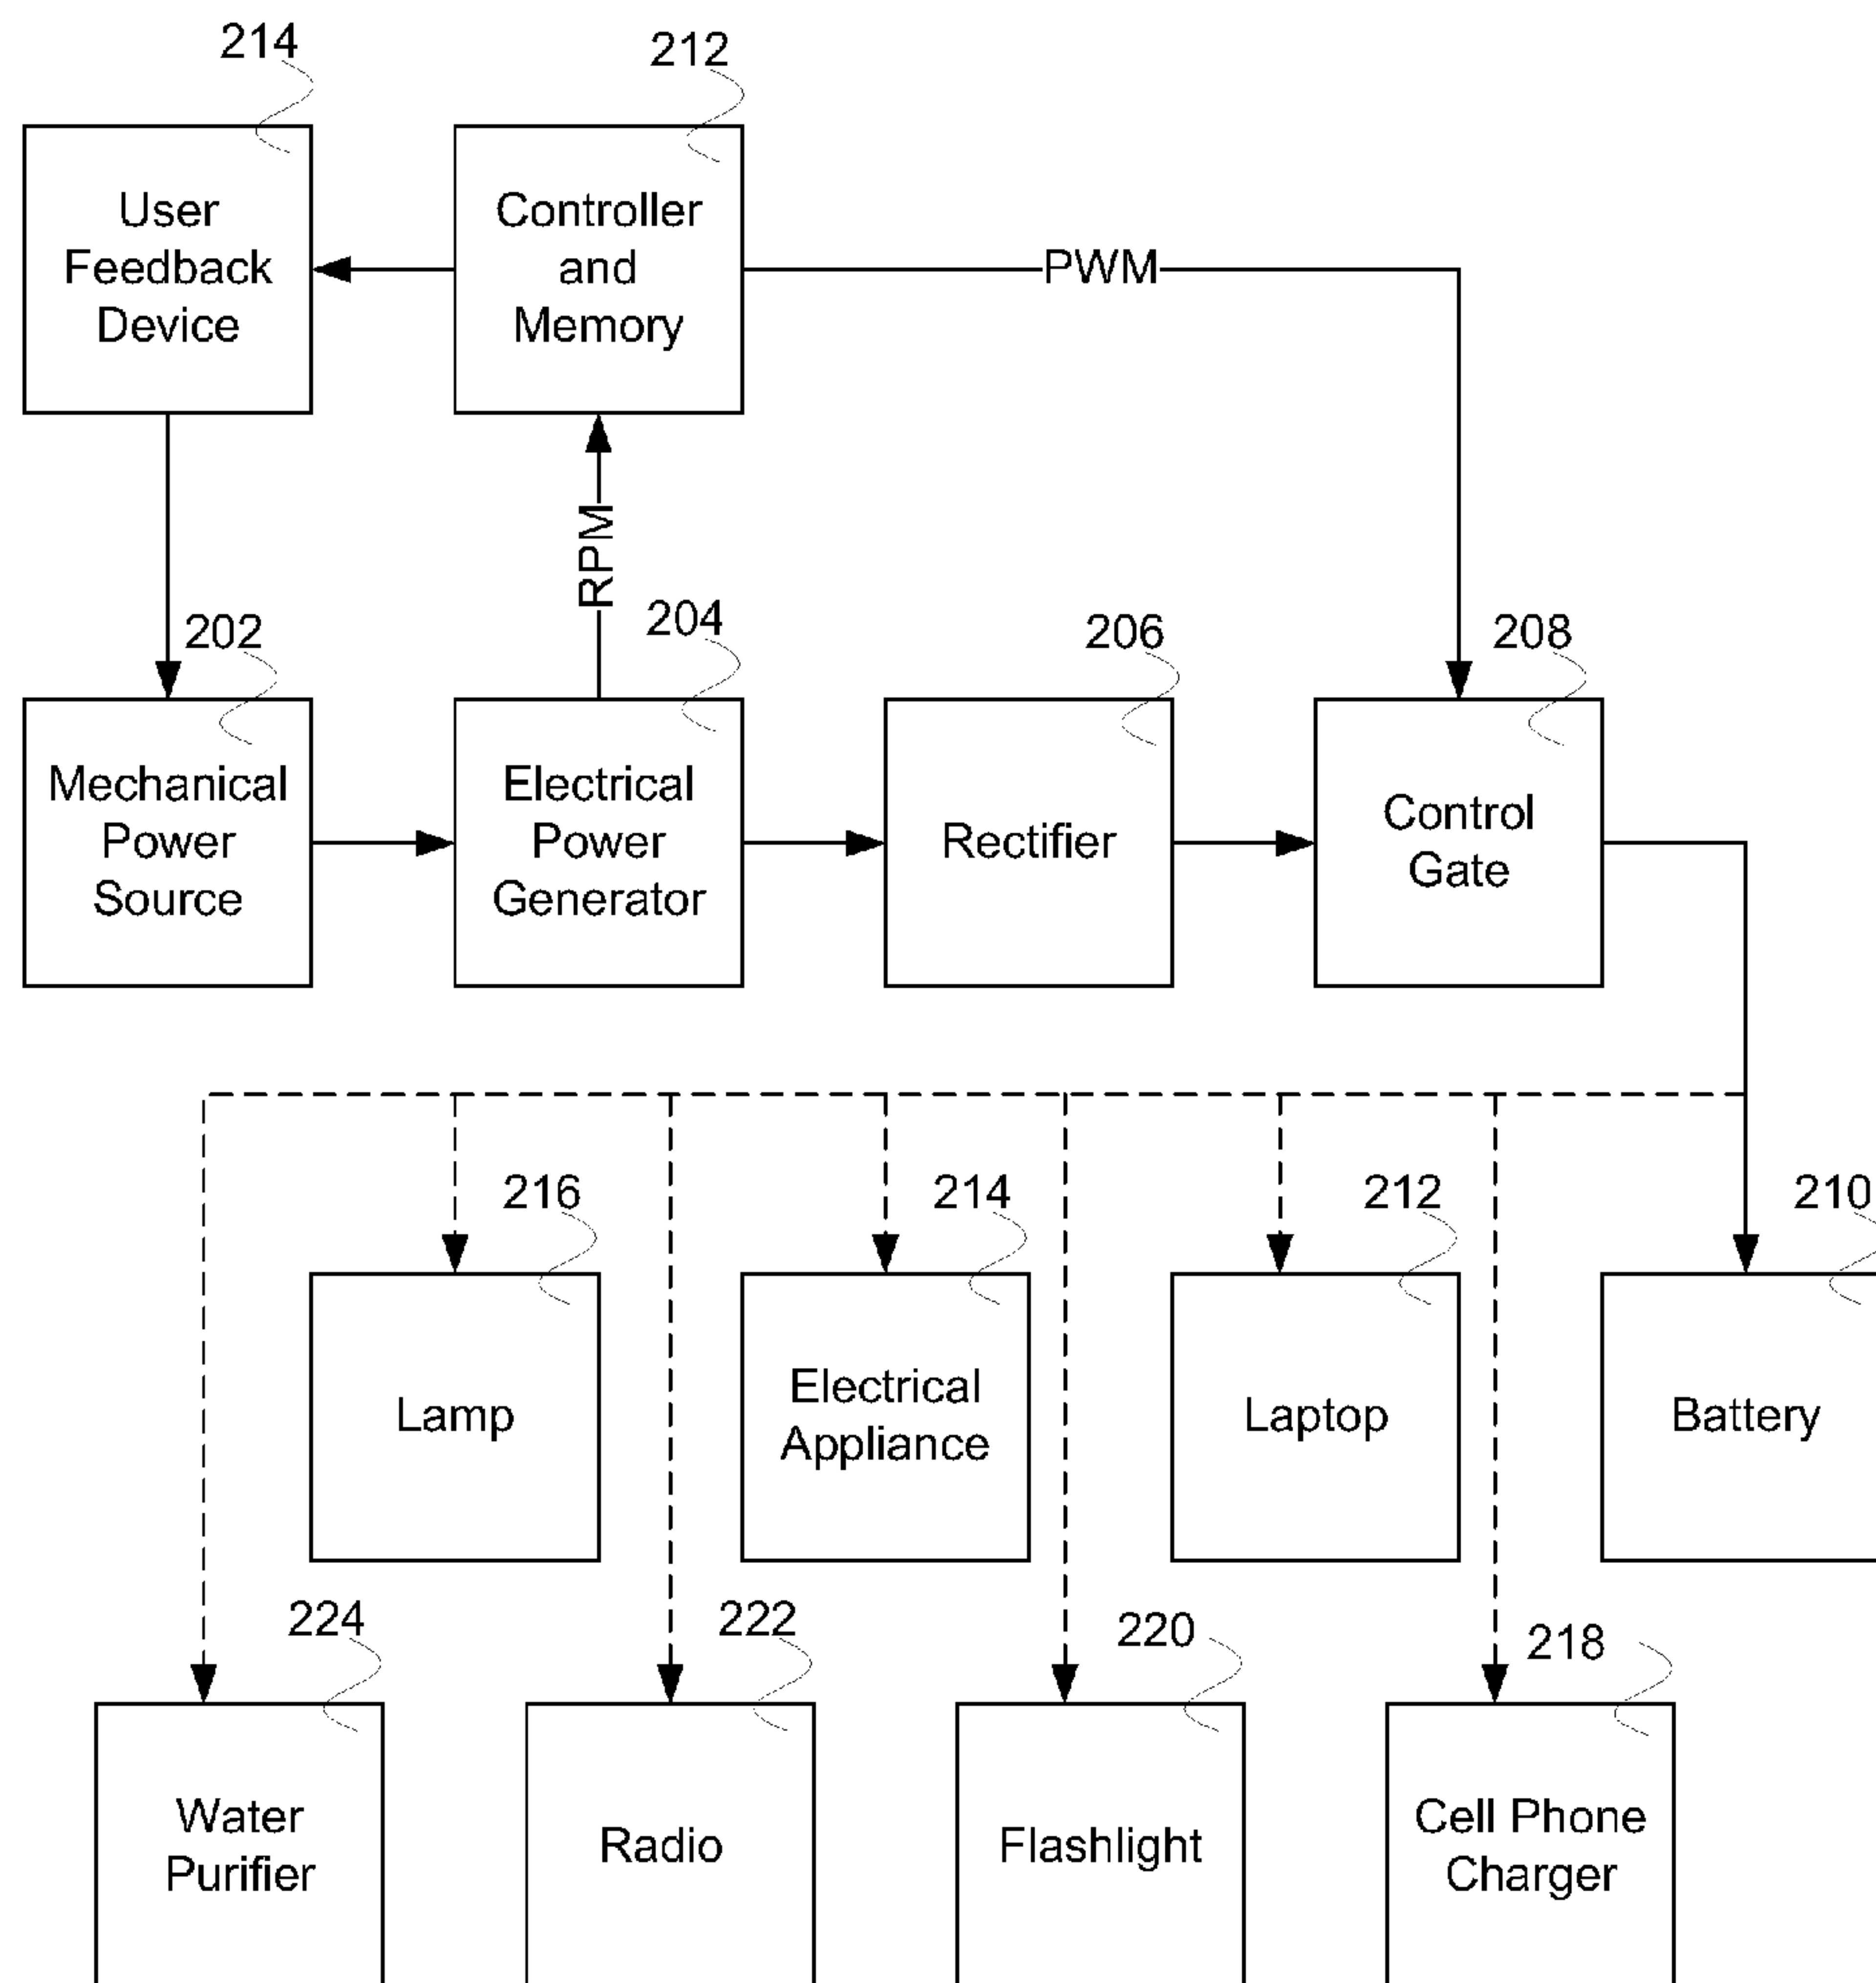 214
212
User
Feedback
Device
Controller
and
Memory
PWM
RPM
202
204
206
208
Mechanical
Power
Source
Electrical
Power
Generator
Rectifier
Control
Gate
216
214
212
210
Lamp
Electrical
Appliance
Laptop
Battery
224
222
220
218
Water
Purifier
Radio
Flashlight
Cell Phone
Charger